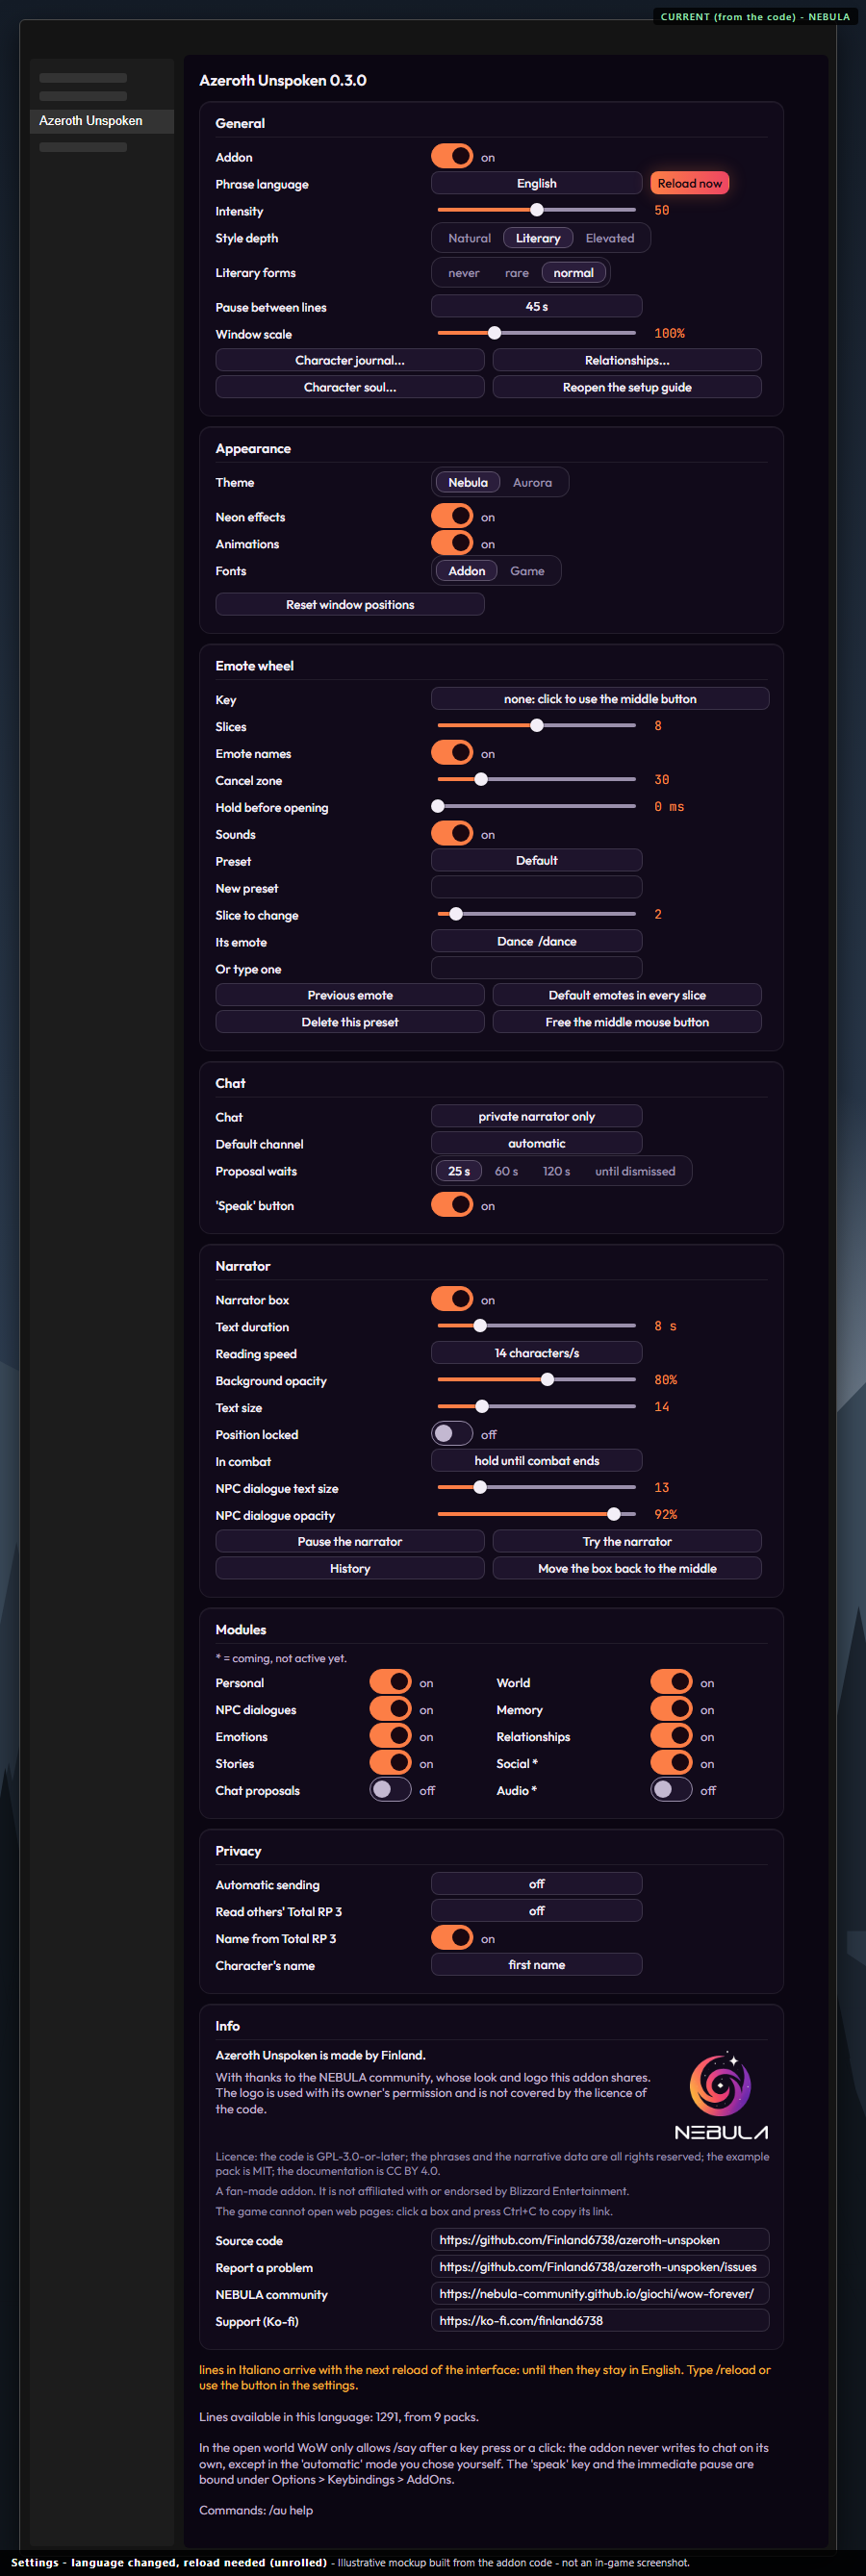 CURRENT (from the code) - NEBULA
Azeroth Unspoken
Azeroth Unspoken 0.3.0
General
Addon on
Phrase language English Reload now
Intensity 50
Style depth Natural Literary Elevated
Literary forms never rare normal
Pause between lines 45 s
Window scale 100%
Character journal... Relationships...
Character soul... Reopen the setup guide
Appearance
Theme Nebula Aurora
Neon effects on
Animations on
Fonts Addon Game
Reset window positions
Emote wheel
Key none: click to use the middle button
Slices 8
Emote names on
Cancel zone 30
Hold before opening 0 ms
Sounds on
Preset Default
New preset
Slice to change 2
Its emote Dance /dance
Or type one
Previous emote Default emotes in every slice
Delete this preset Free the middle mouse button
Chat
Chat private narrator only
Default channel automatic
Proposal waits 25 s 60 s 120 s until dismissed
'Speak' button on
Narrator
Narrator box on
Text duration 8 s
Reading speed 14 characters/s
Background opacity 80%
Text size 14
Position locked off
In combat hold until combat ends
NPC dialogue text size 13
NPC dialogue opacity 92%
Pause the narrator Try the narrator
History Move the box back to the middle
Modules
* = coming, not active yet.
Personal on World on
NPC dialogues on Memory on
Emotions on Relationships on
Stories on Social * on
Chat proposals off Audio * off
Privacy
Automatic sending off
Read others' Total RP 3 off
Name from Total RP 3 on
Character's name first name
Info
Azeroth Unspoken is made by Finland.
With thanks to the NEBULA community, whose look and logo this addon shares.
The logo is used with its owner's permission and is not covered by the licence of
the code.
NEBULA
Licence: the code is GPL-3.0-or-later; the phrases and the narrative data are all rights reserved; the example
pack is MIT; the documentation is CC BY 4.0.
A fan-made addon. It is not affiliated with or endorsed by Blizzard Entertainment.
The game cannot open web pages: click a box and press Ctrl+C to copy its link.
Source code https://github.com/Finland6738/azeroth-unspoken
Report a problem https://github.com/Finland6738/azeroth-unspoken/issues
NEBULA community https://nebula-community.github.io/giochi/wow-forever/
Support (Ko-fi) https://ko-fi.com/finland6738
lines in Italiano arrive with the next reload of the interface: until then they stay in English. Type /reload or
use the button in the settings.
Lines available in this language: 1291, from 9 packs.
In the open world WoW only allows /say after a key press or a click: the addon never writes to chat on its
own, except in the 'automatic' mode you chose yourself. The 'speak' key and the immediate pause are
bound under Options > Keybindings > AddOns.
Commands: /au help
Settings - language changed, reload needed (unrolled) - Illustrative mockup built from the addon code - not an in-game screenshot.